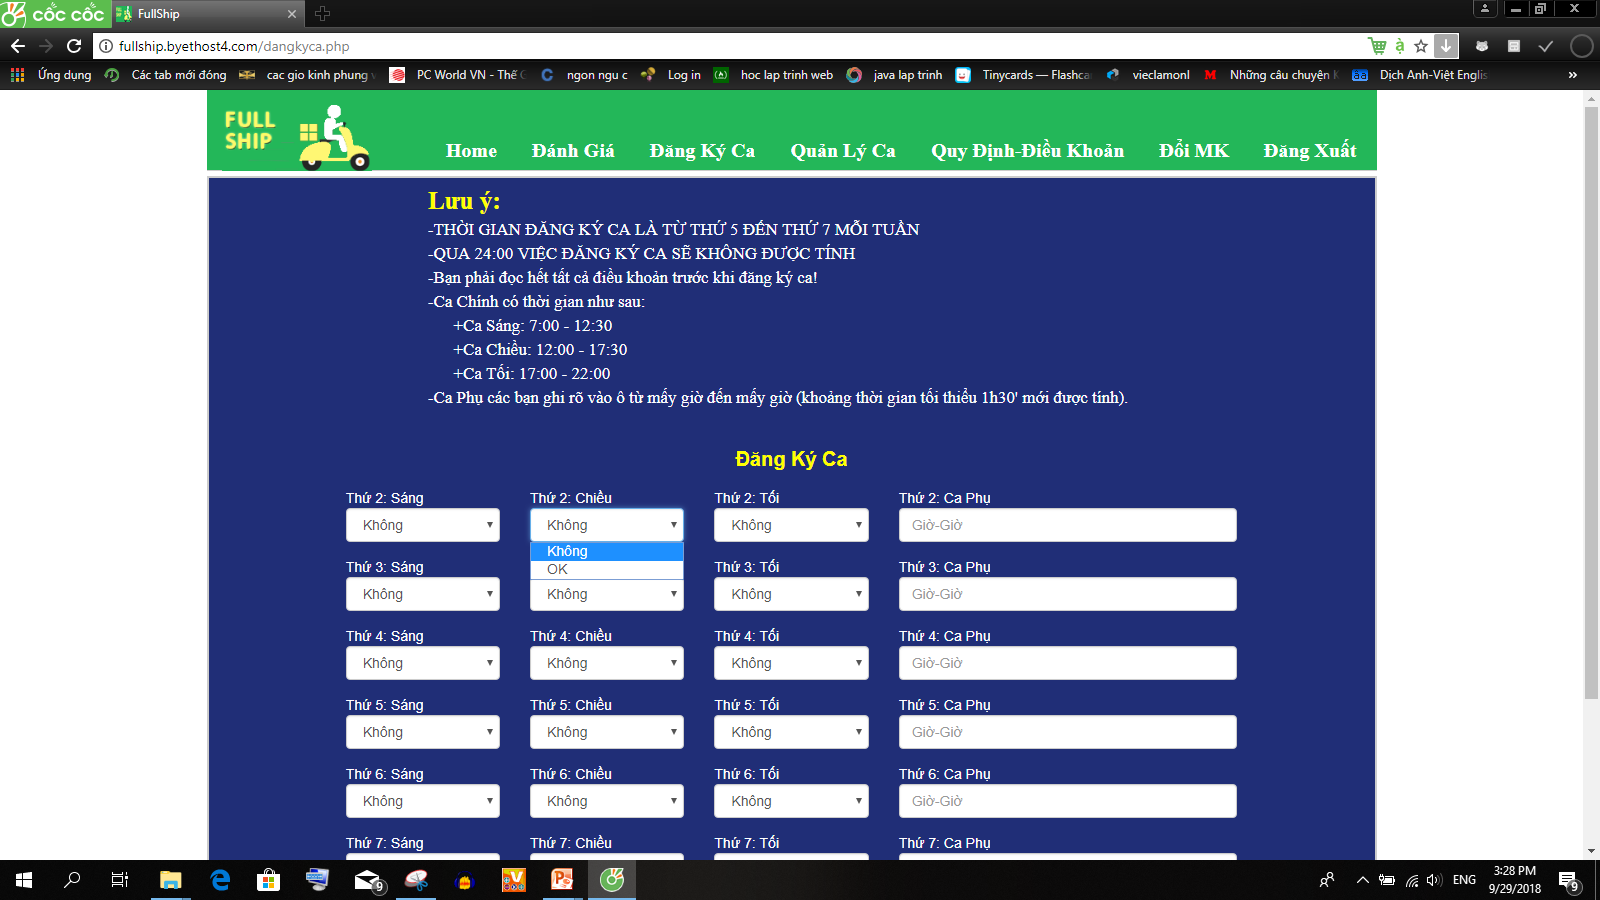 cốc cốc
FullShip
fullship.byethost4.com/dangkyca.php
Ứng dụng
Các tab mới đóng
cac gio kinh phung v
PC World VN - Thế G
ngon ngu c
Log in
hoc lap trinh web
java lap trinh
Tinycards — Flashca
vieclamonl
Những câu chuyện K
Dịch Anh-Việt Englis
»
FULL
SHIP
Home
Đánh Giá
Đăng Ký Ca
Quản Lý Ca
Quy Định-Điều Khoản
Đổi MK
Đăng Xuất
Lưu ý:
-THỜI GIAN ĐĂNG KÝ CA LÀ TỪ THỨ 5 ĐẾN THỨ 7 MỖI TUẦN
-QUA 24:00 VIỆC ĐĂNG KÝ CA SẼ KHÔNG ĐƯỢC TÍNH
-Bạn phải đọc hết tất cả điều khoản trước khi đăng ký ca!
-Ca Chính có thời gian như sau:
+Ca Sáng: 7:00 - 12:30
+Ca Chiều: 12:00 - 17:30
+Ca Tối: 17:00 - 22:00
-Ca Phụ các bạn ghi rõ vào ô từ mấy giờ đến mấy giờ (khoảng thời gian tối thiểu 1h30' mới được tính).
Đăng Ký Ca
Thứ 2: Sáng
Thứ 2: Chiều
Thứ 2: Tối
Thứ 2: Ca Phụ
Không
Không
Không
Giờ-Giờ
Không
OK
Thứ 3: Sáng
Thứ 3: Tối
Thứ 3: Ca Phụ
Không
Không
Không
Giờ-Giờ
Thứ 4: Sáng
Thứ 4: Chiều
Thứ 4: Tối
Thứ 4: Ca Phụ
Không
Không
Không
Giờ-Giờ
Thứ 5: Sáng
Thứ 5: Chiều
Thứ 5: Tối
Thứ 5: Ca Phụ
Không
Không
Không
Giờ-Giờ
Thứ 6: Sáng
Thứ 6: Chiều
Thứ 6: Tối
Thứ 6: Ca Phụ
Không
Không
Không
Giờ-Giờ
Thứ 7: Sáng
Thứ 7: Chiều
Thứ 7: Tối
Thứ 7: Ca Phụ
9
ENG
3:28 PM
9/29/2018
9